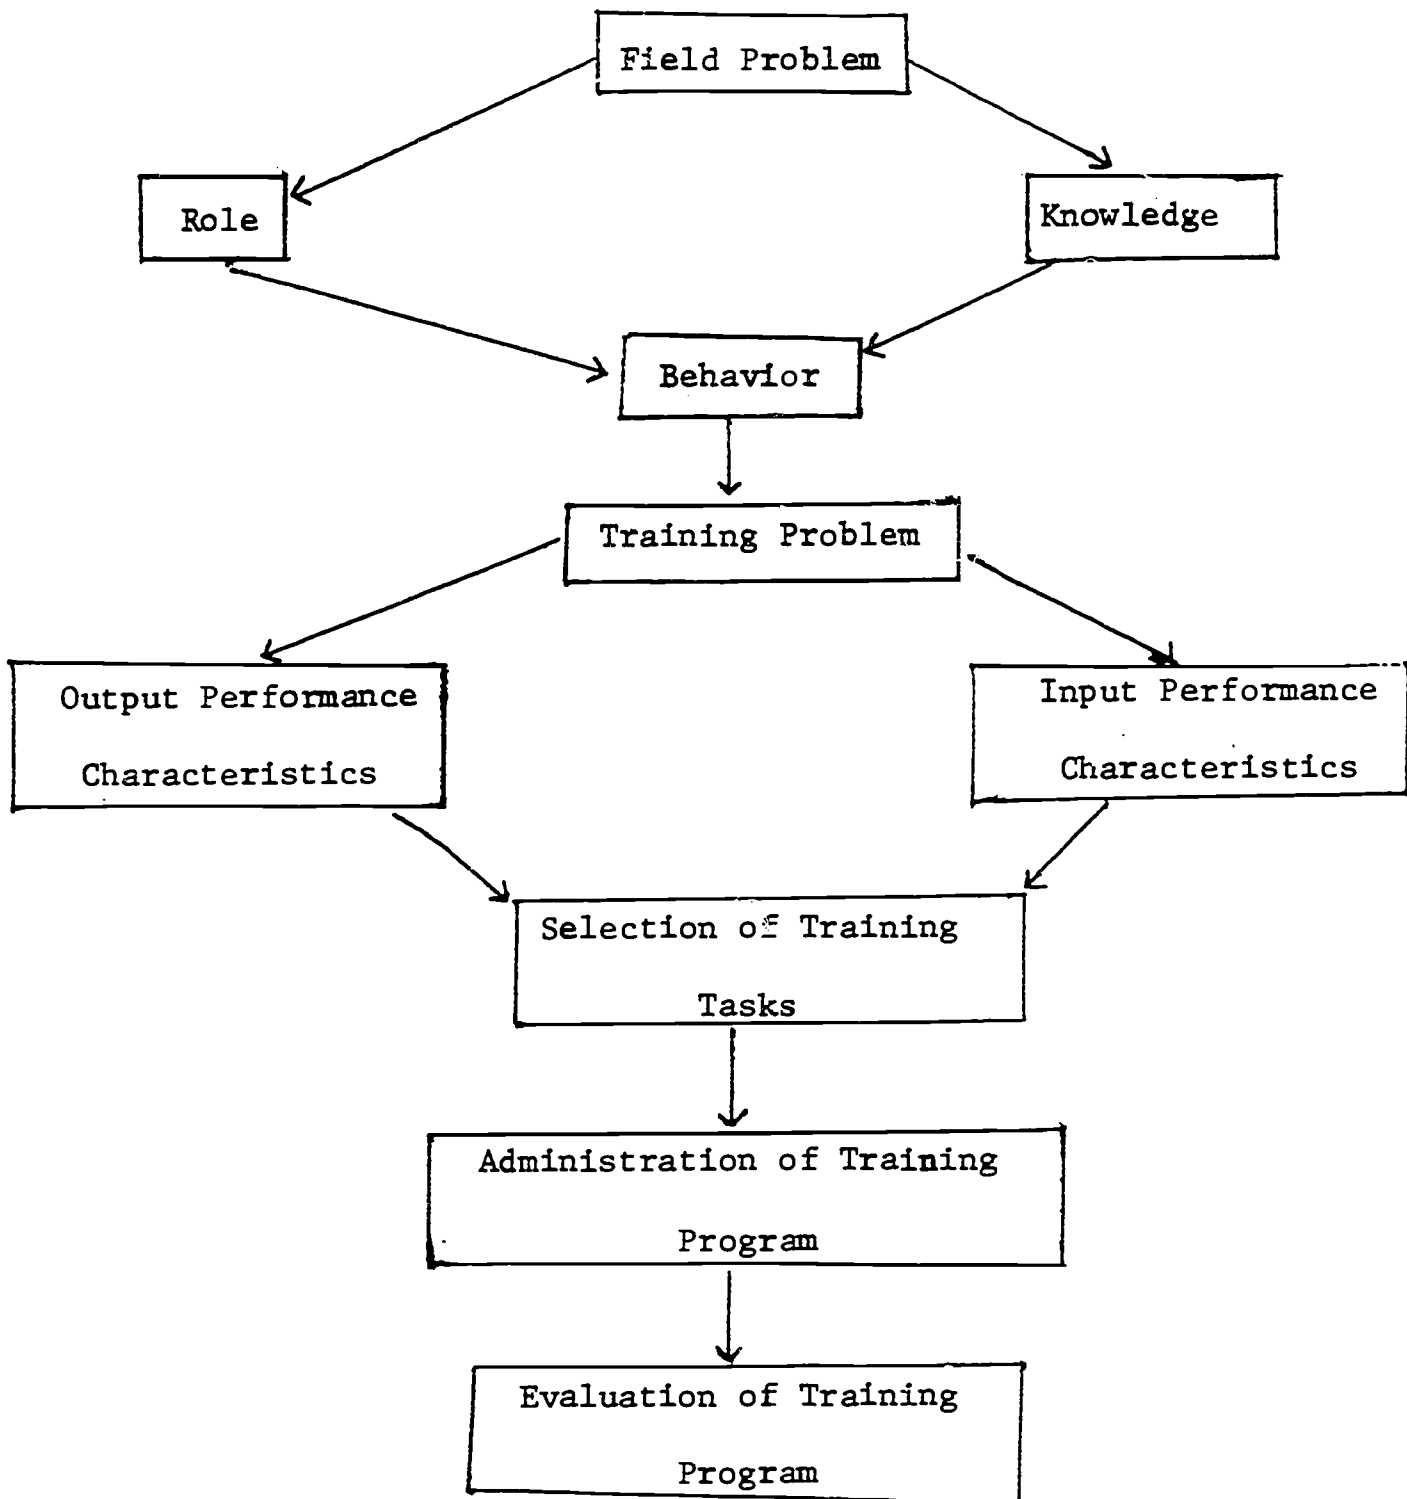 Field Problem
Role
Knowledge
Behavior
Training Problem
Output Performance
Characteristics
Input Performance
Characteristics
Selection of Training
Tasks
Administration of Training
Program
Evaluation of Training
Program